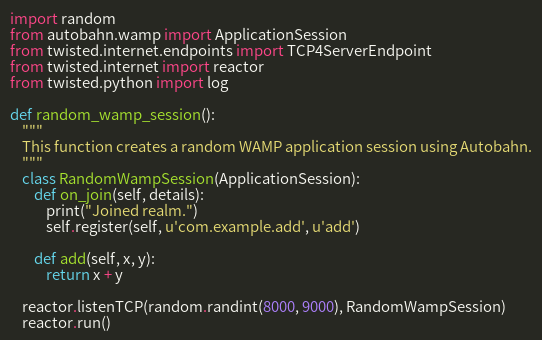 import random
from autobahn.wamp import ApplicationSession
from twisted.internet.endpoints import TCP4ServerEndpoint
from twisted.internet import reactor
from twisted.python import log

def random_wamp_session():
    """
    This function creates a random WAMP application session using Autobahn.
    """
    class RandomWampSession(ApplicationSession):
        def on_join(self, details):
            print("Joined realm.")
            self.register(self, u'com.example.add', u'add')

        def add(self, x, y):
            return x + y

    reactor.listenTCP(random.randint(8000, 9000), RandomWampSession)
    reactor.run()